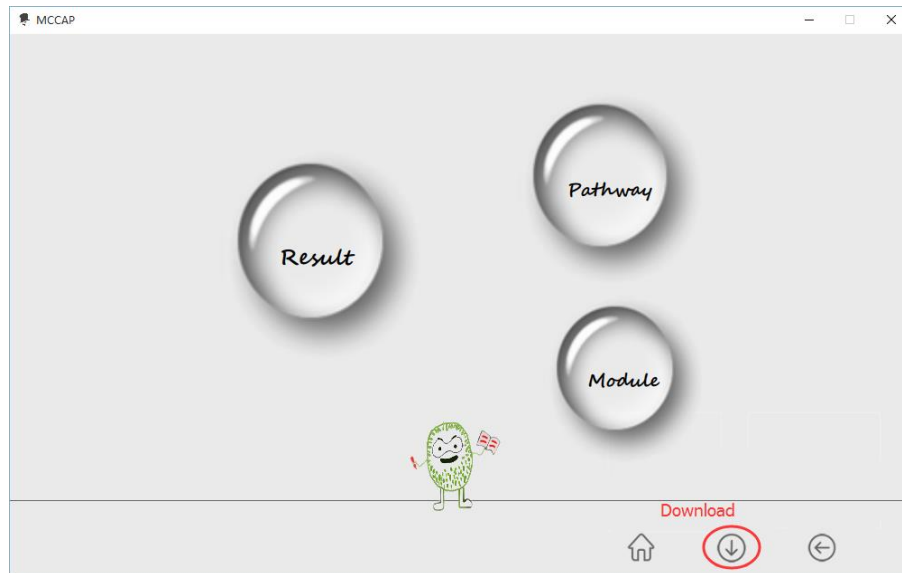 MCCAP
Result
Pathway
Module
Download